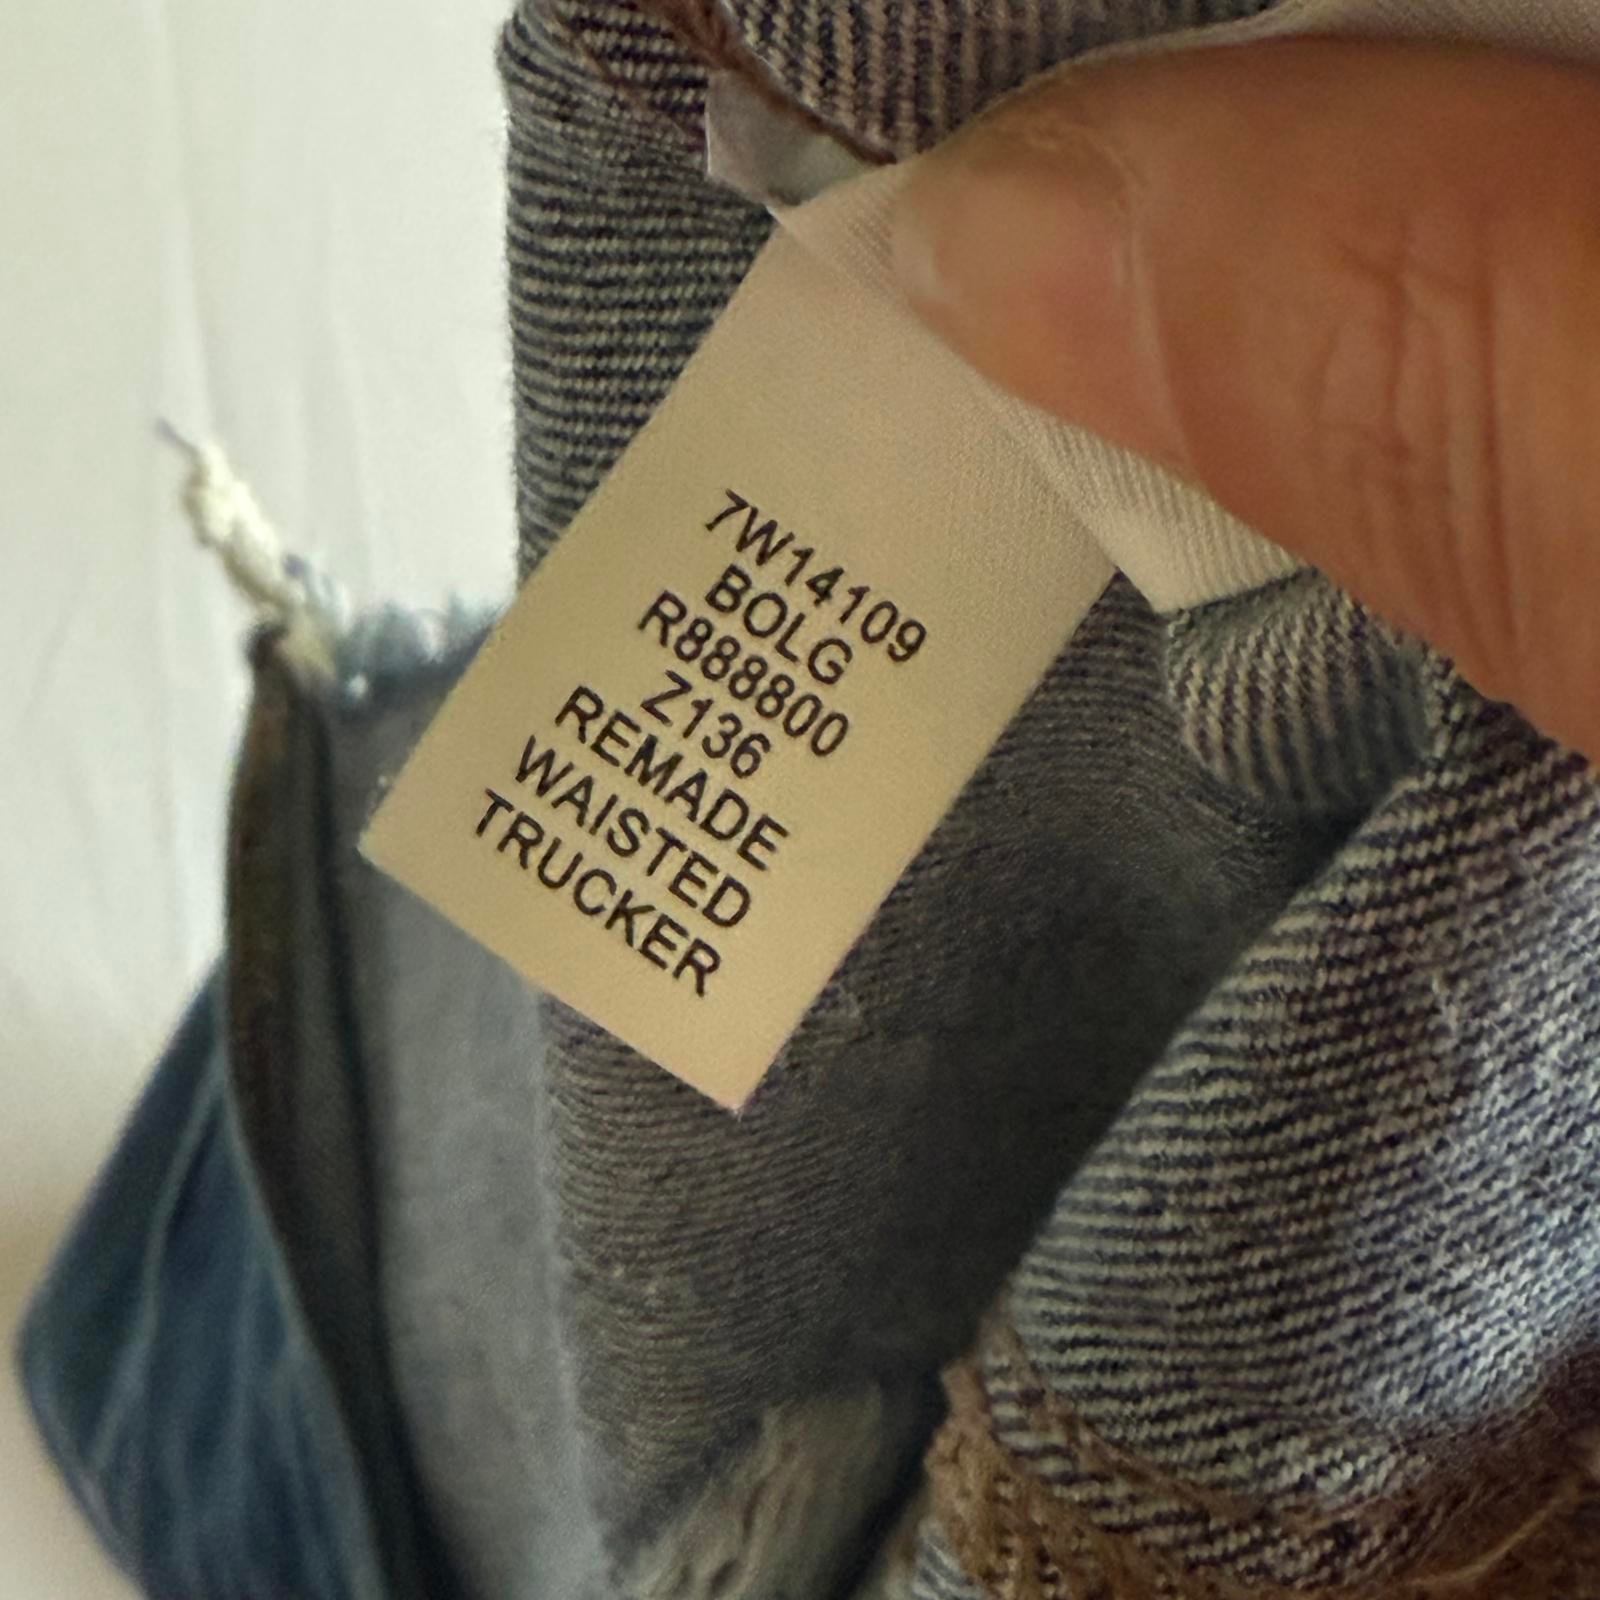 7W14109
BOLG
R888800
Z136
REMADE
WAISTED
TRUCKER